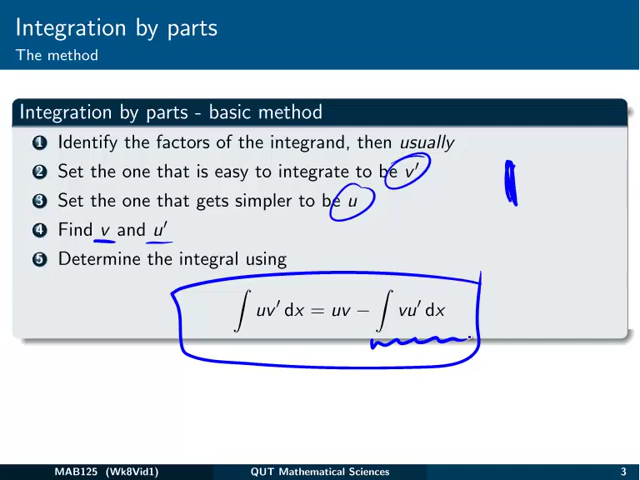 Integration by parts
The method
Integration by parts - basic method
1 Identify the factors of the integrand, then usually
2 Set the one that is easy to integrate to be v′
3 Set the one that gets simpler to be u
4 Find v and u′
5 Determine the integral using
∫ uv′ dx = uv − ∫ vu′ dx
MAB125 (Wk8Vid1) QUT Mathematical Sciences 3